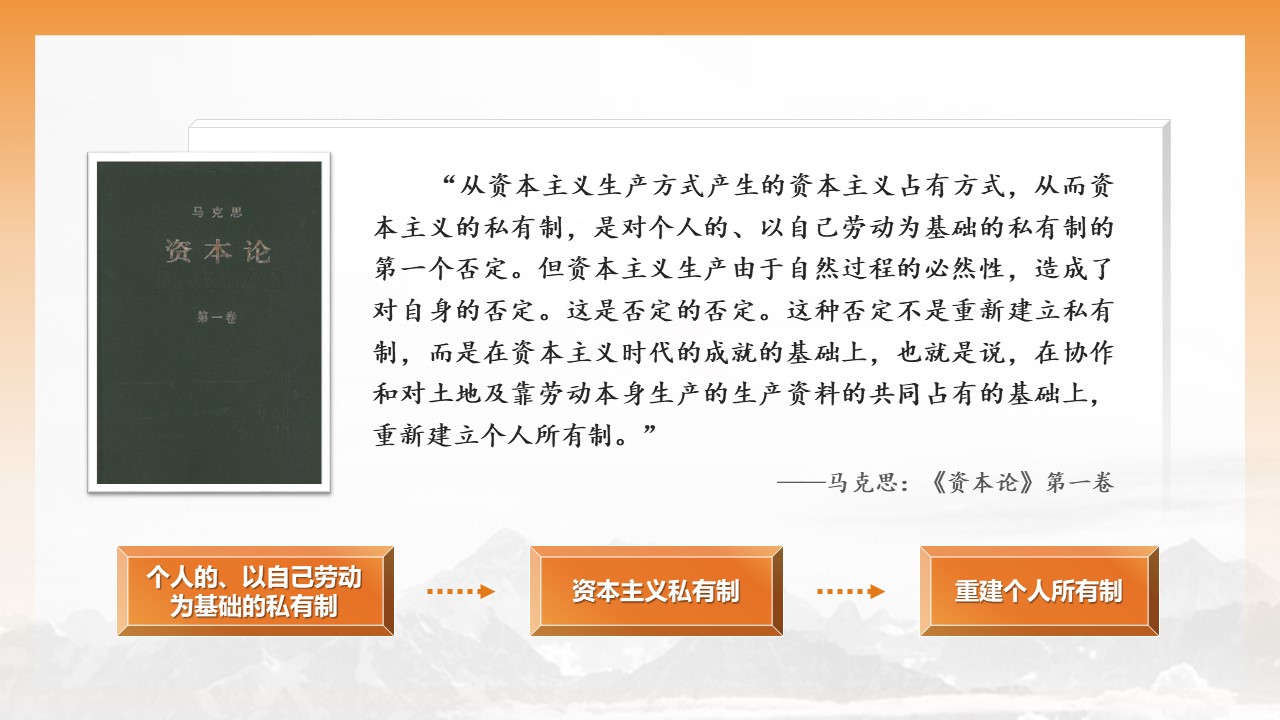 马克思
资本论
第一卷
“从资本主义生产方式产生的资本主义占有方式，从而资
本主义的私有制，是对个人的、以自己劳动为基础的私有制的
第一个否定。但资本主义生产由于自然过程的必然性，造成了
对自身的否定。这是否定的否定。这种否定不是重新建立私有
制，而是在资本主义时代的成就的基础上，也就是说，在协作
和对土地及靠劳动本身生产的生产资料的共同占有的基础上，
重新建立个人所有制。”
——马克思：《资本论》第一卷
个人的、以自己劳动
为基础的私有制
资本主义私有制
重建个人所有制